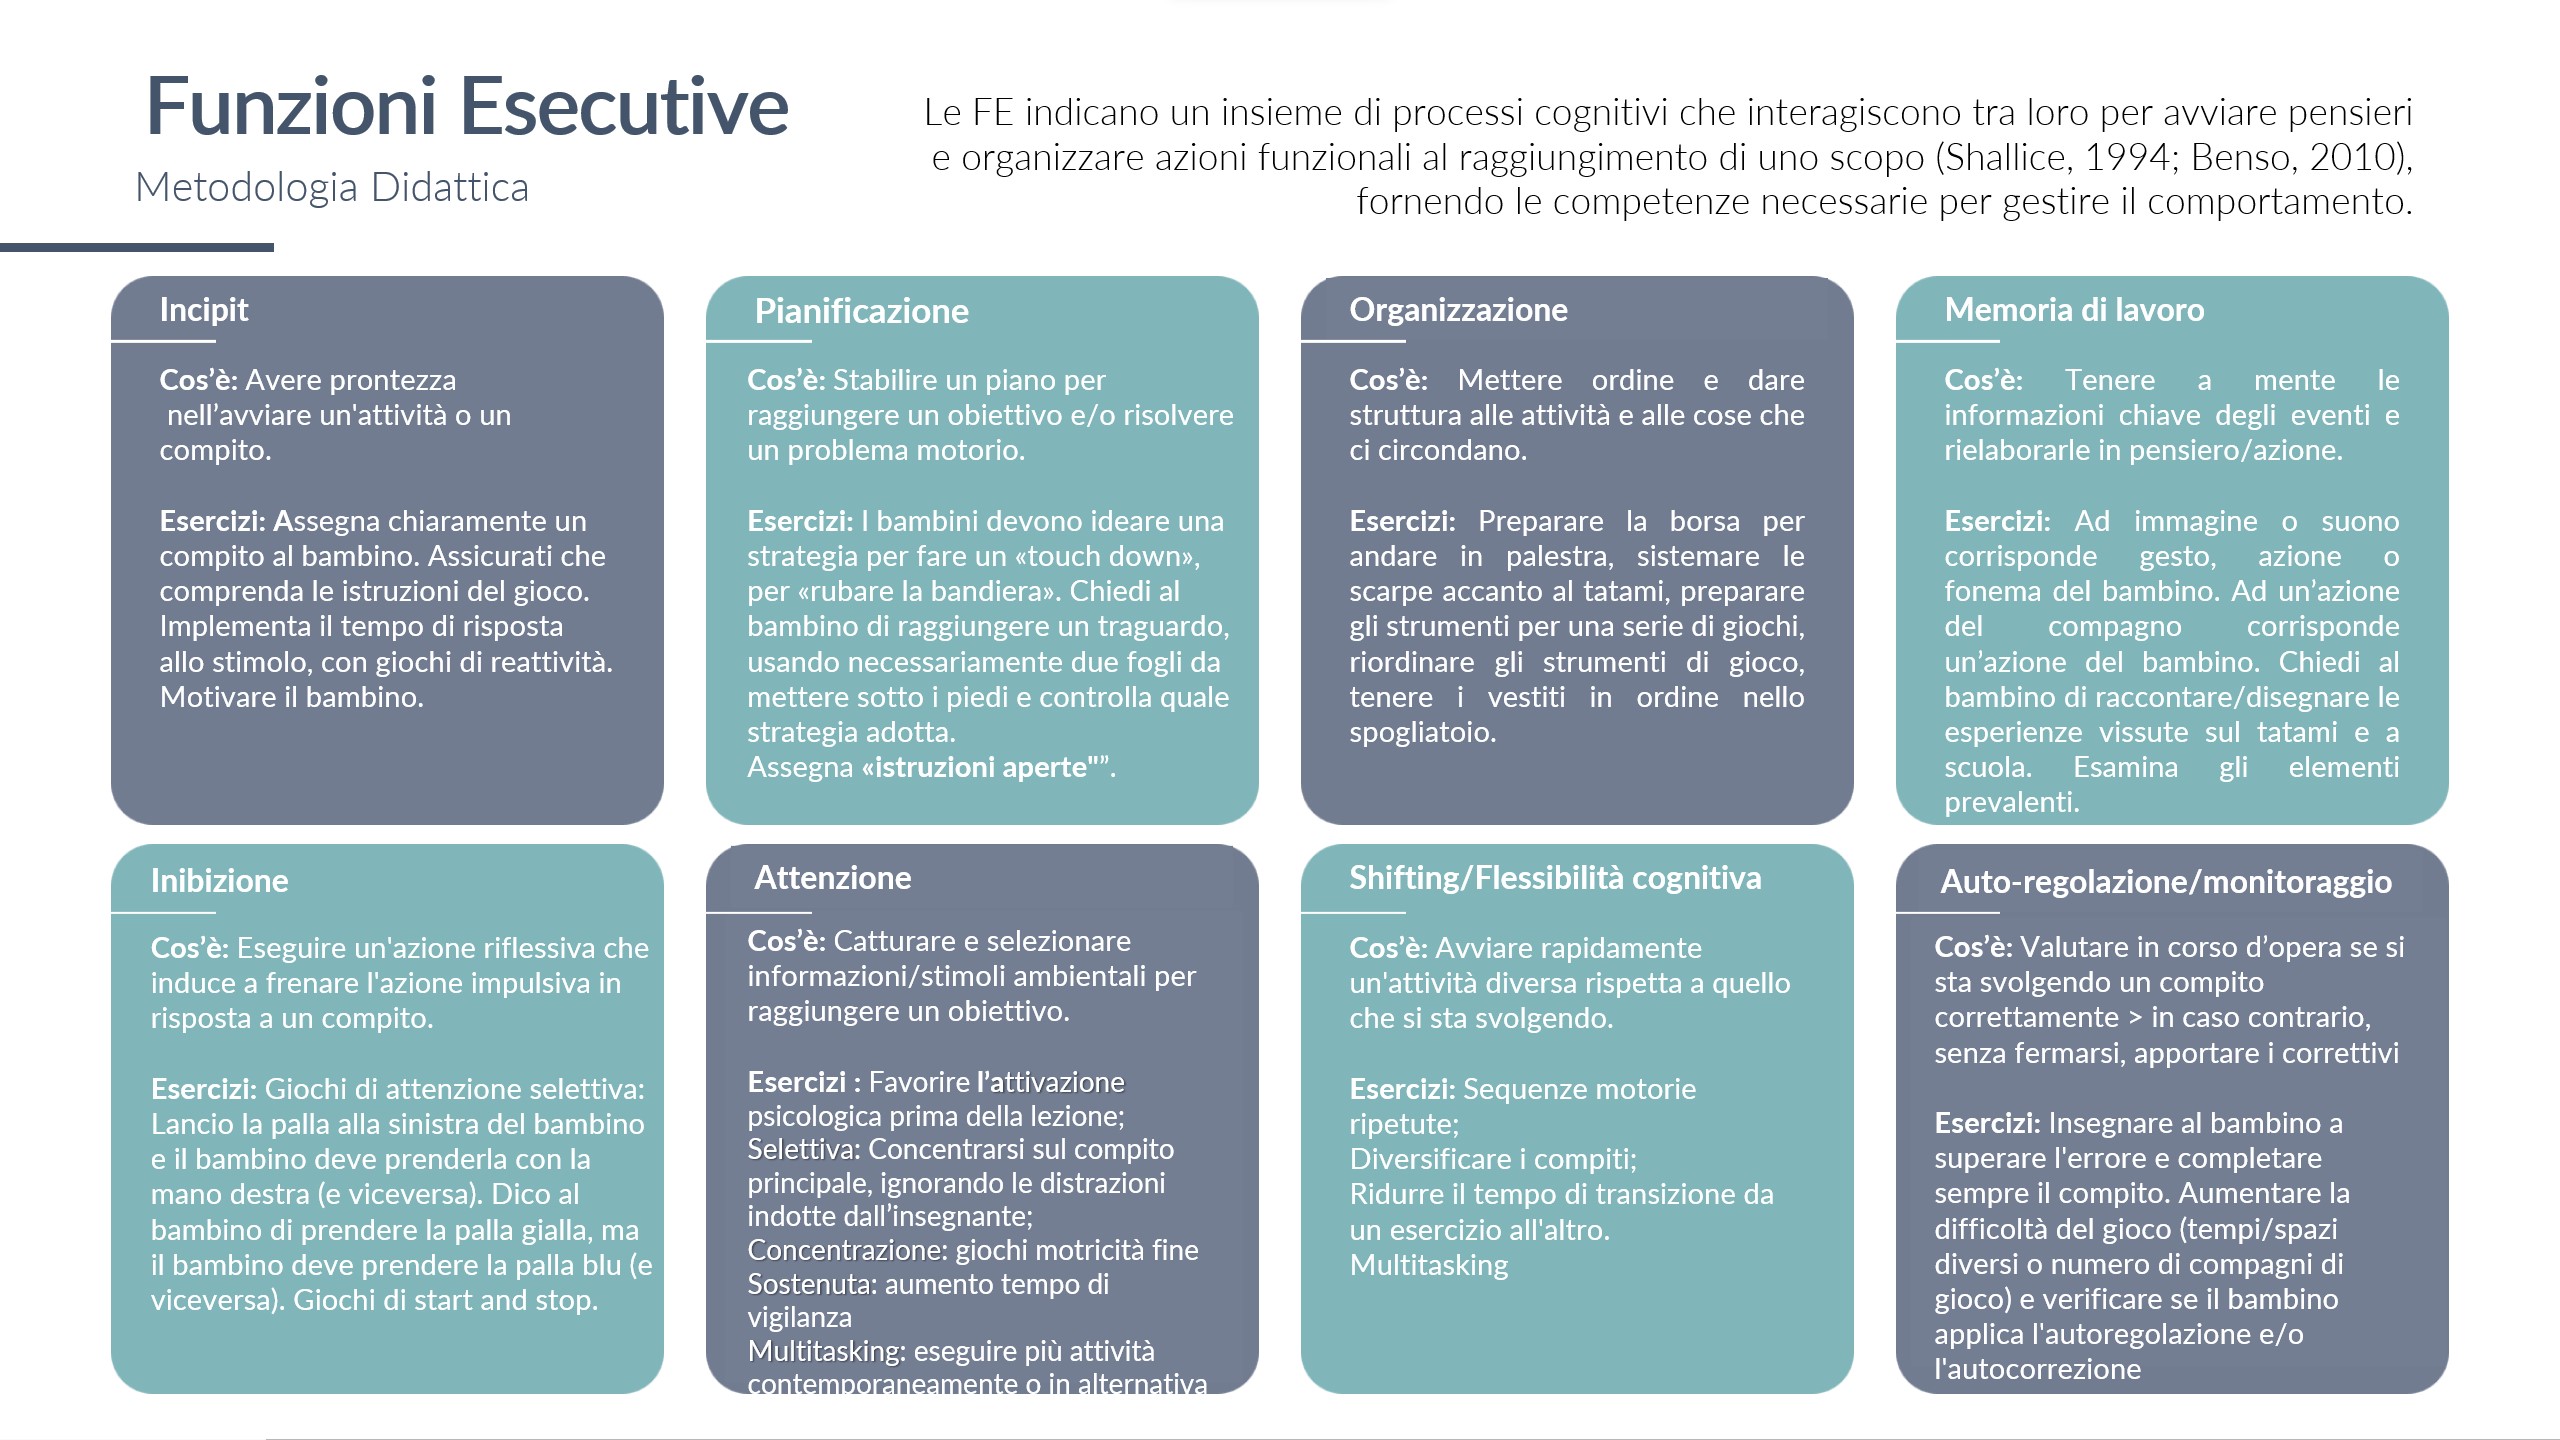 Funzioni Esecutive
Metodologia Didattica
Le FE indicano un insieme di processi cognitivi che interagiscono tra loro per avviare pensieri
e organizzare azioni funzionali al raggiungimento di uno scopo (Shallice, 1994; Benso, 2010),
fornendo le competenze necessarie per gestire il comportamento.
Incipit
Cos’è: Avere prontezza
nell’avviare un'attività o un
compito.
Esercizi: Assegna chiaramente un
compito al bambino. Assicurati che
comprenda le istruzioni del gioco.
Implementa il tempo di risposta
allo stimolo, con giochi di reattività.
Motivare il bambino.
Pianificazione
Cos’è: Stabilire un piano per
raggiungere un obiettivo e/o risolvere
un problema motorio.
Esercizi: I bambini devono ideare una
strategia per fare un «touch down»,
per «rubare la bandiera». Chiedi al
bambino di raggiungere un traguardo,
usando necessariamente due fogli da
mettere sotto i piedi e controlla quale
strategia adotta.
Assegna «istruzioni aperte"”.
Organizzazione
Cos’è: Mettere ordine e dare
struttura alle attività e alle cose che
ci circondano.
Esercizi: Preparare la borsa per
andare in palestra, sistemare le
scarpe accanto al tatami, preparare
gli strumenti per una serie di giochi,
riordinare gli strumenti di gioco,
tenere i vestiti in ordine nello
spogliatoio.
Memoria di lavoro
Cos’è: Tenere a mente le
informazioni chiave degli eventi e
rielaborarle in pensiero/azione.
Esercizi: Ad immagine o suono
corrisponde gesto, azione o
fonema del bambino. Ad un’azione
del compagno corrisponde
un’azione del bambino. Chiedi al
bambino di raccontare/disegnare le
esperienze vissute sul tatami e a
scuola. Esamina gli elementi
prevalenti.
Inibizione
Cos’è: Eseguire un'azione riflessiva che
induce a frenare l'azione impulsiva in
risposta a un compito.
Esercizi: Giochi di attenzione selettiva:
Lancio la palla alla sinistra del bambino
e il bambino deve prenderla con la
mano destra (e viceversa). Dico al
bambino di prendere la palla gialla, ma
il bambino deve prendere la palla blu (e
viceversa). Giochi di start and stop.
Attenzione
Cos’è: Catturare e selezionare
informazioni/stimoli ambientali per
raggiungere un obiettivo.
Esercizi : Favorire l’attivazione
psicologica prima della lezione;
Selettiva: Concentrarsi sul compito
principale, ignorando le distrazioni
indotte dall’insegnante;
Concentrazione: giochi motricità fine
Sostenuta: aumento tempo di
vigilanza
Multitasking: eseguire più attività
contemporaneamente o in alternativa
Shifting/Flessibilità cognitiva
Cos’è: Avviare rapidamente
un'attività diversa rispetta a quello
che si sta svolgendo.
Esercizi: Sequenze motorie
ripetute;
Diversificare i compiti;
Ridurre il tempo di transizione da
un esercizio all'altro.
Multitasking
Auto-regolazione/monitoraggio
Cos’è: Valutare in corso d’opera se si
sta svolgendo un compito
correttamente > in caso contrario,
senza fermarsi, apportare i correttivi
Esercizi: Insegnare al bambino a
superare l'errore e completare
sempre il compito. Aumentare la
difficoltà del gioco (tempi/spazi
diversi o numero di compagni di
gioco) e verificare se il bambino
applica l'autoregolazione e/o
l'autocorrezione